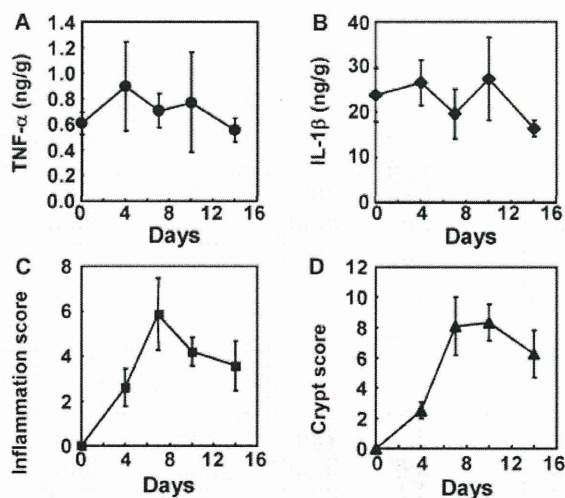 A
TNF-α (ng/g)
1.4
1.2
1.0
0.8
0.6
0.4
0.2
0.0
0 4 8 12 16
Days
B
IL-1β (ng/g)
40
30
20
10
0
0 4 8 12 16
Days
C
Inflammation score
8
6
4
2
0
0 4 8 12 16
Days
D
Crypt score
12
10
8
6
4
2
0
0 4 8 12 16
Days